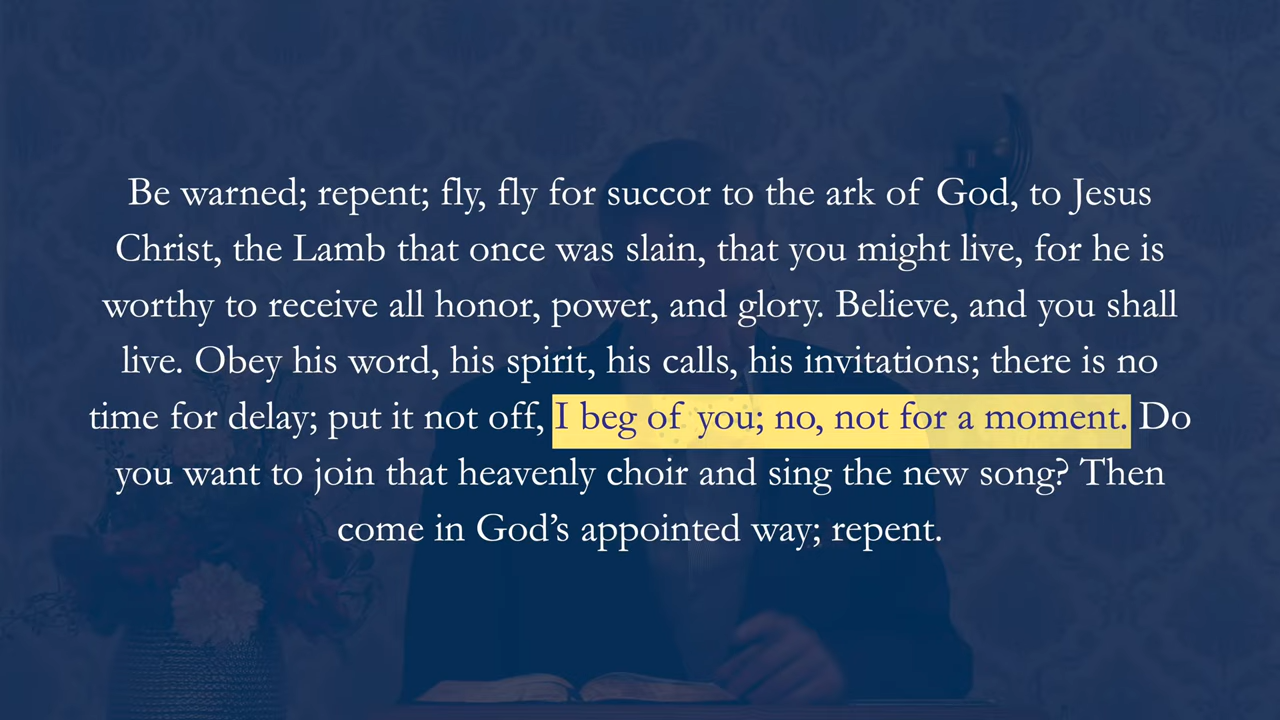 Be warned; repent; fly, fly for succor to the ark of God, to Jesus
Christ, the Lamb that once was slain, that you might live, for he is
worthy to receive all honor, power, and glory. Believe, and you shall
live. Obey his word, his spirit, his calls, his invitations; there is no
time for delay; put it not off, I beg of you; no, not for a moment. Do
you want to join that heavenly choir and sing the new song? Then
come in God’s appointed way; repent.